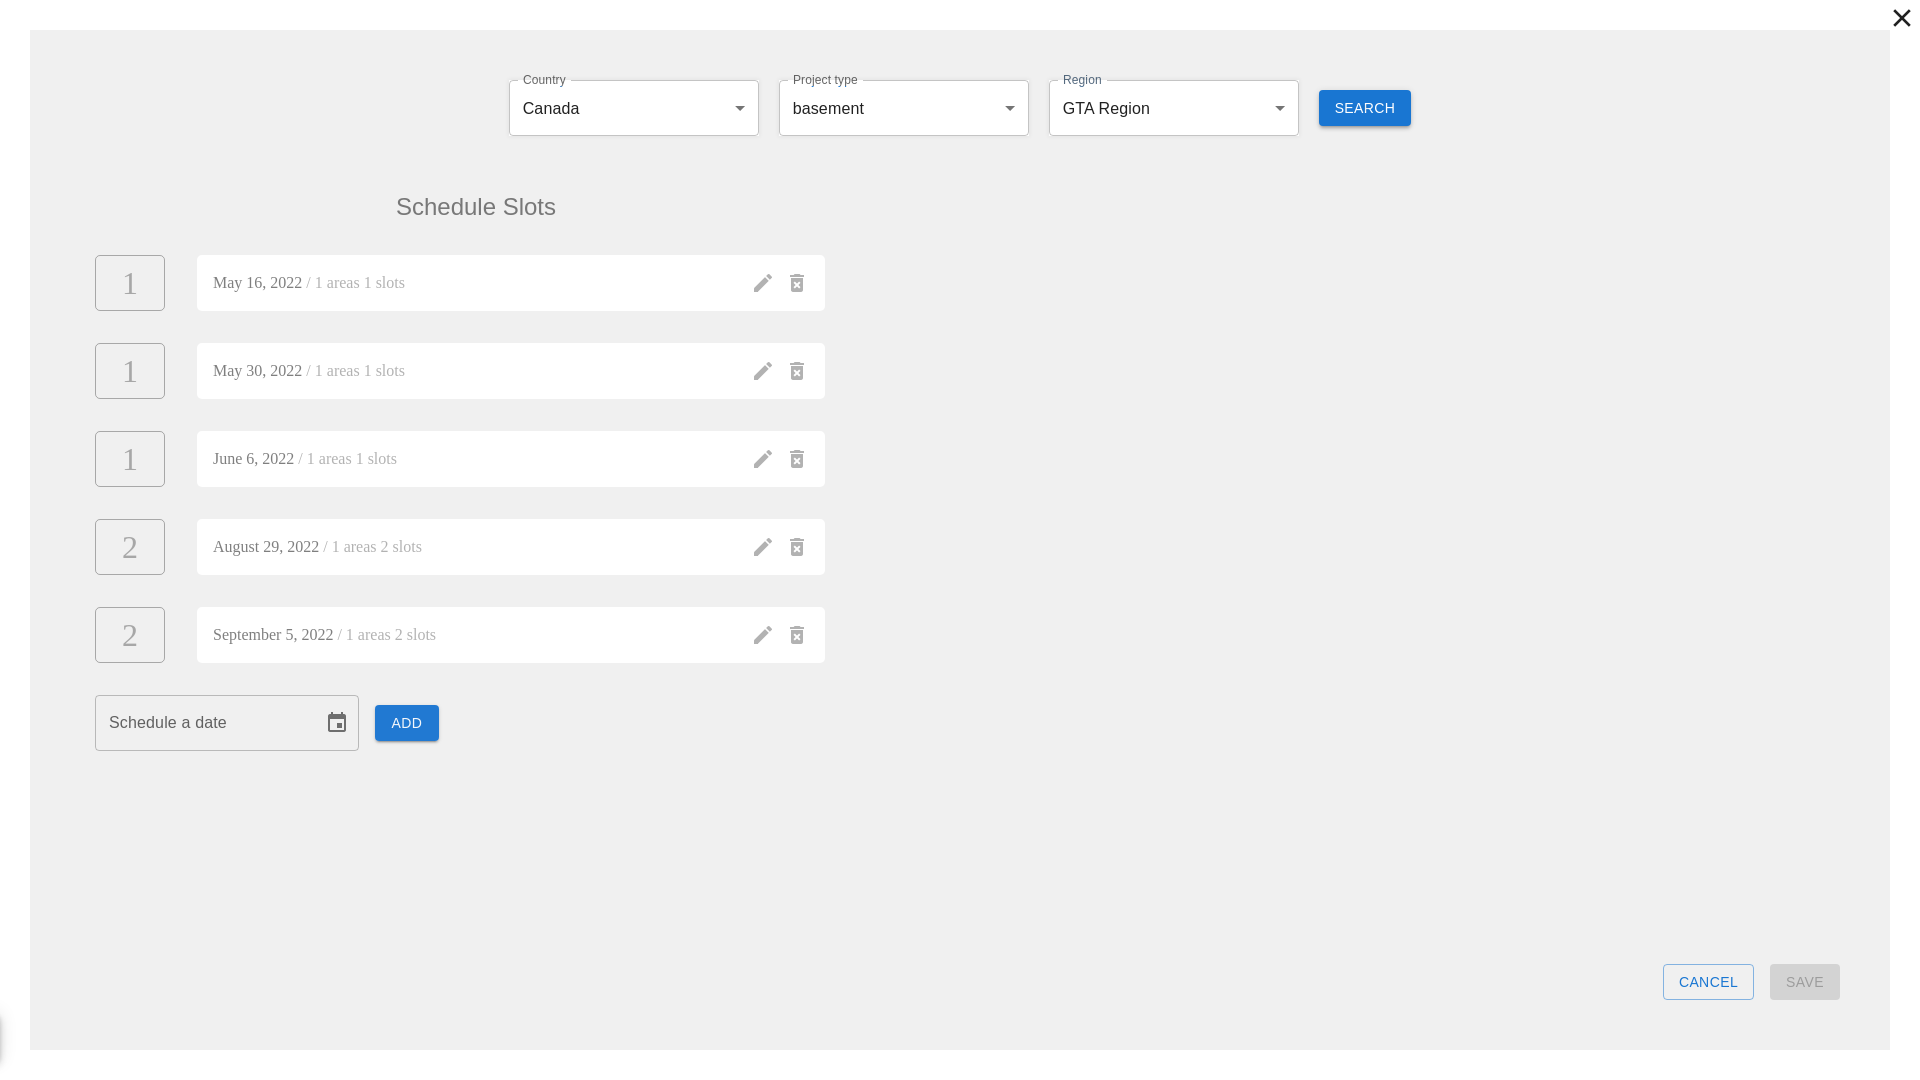 Country
Canada
Project type
basement
Region
GTA Region
SEARCH
Schedule Slots
1
May 16, 2022 / 1 areas 1 slots
1
May 30, 2022 / 1 areas 1 slots
1
June 6, 2022 / 1 areas 1 slots
2
August 29, 2022 / 1 areas 2 slots
2
September 5, 2022 / 1 areas 2 slots
Schedule a date
ADD
CANCEL
SAVE